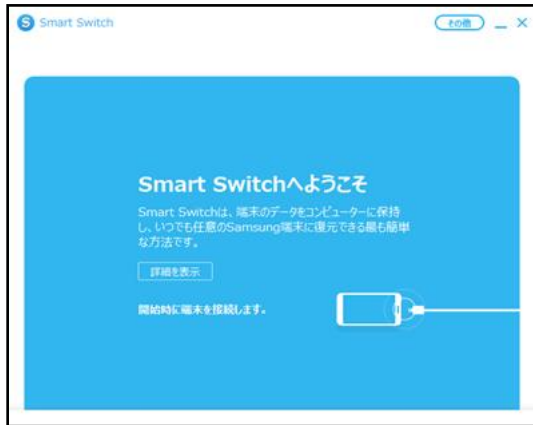 Smart Switch
その他
Smart Switchへようこそ
Smart Switchは、端末のデータをコンピューターに保持
し、いつでも任意のSamsung端末に復元できる最も簡単
な方法です。
詳細を表示
開始時に端末を接続します。